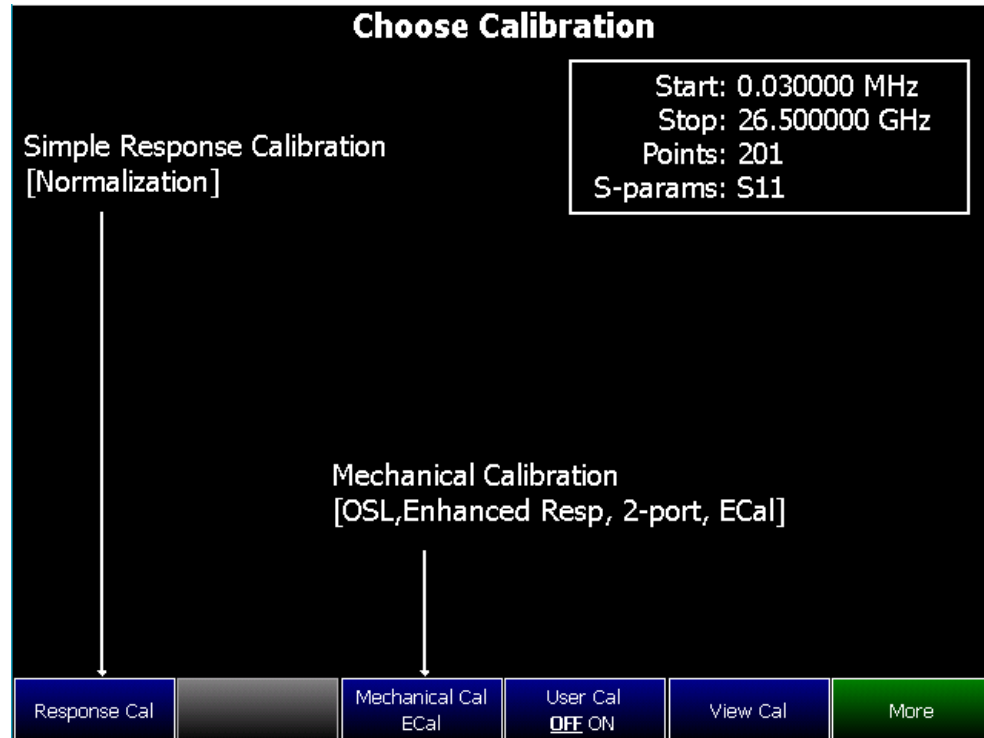 Choose Calibration
Start: 0.030000 MHz
Stop: 26.500000 GHz
Points: 201
S-params: S11
Simple Response Calibration
[Normalization]
Mechanical Calibration
[OSL,Enhanced Resp, 2-port, ECal]
Response Cal
Mechanical Cal
ECal
User Cal
OFF ON
View Cal
More